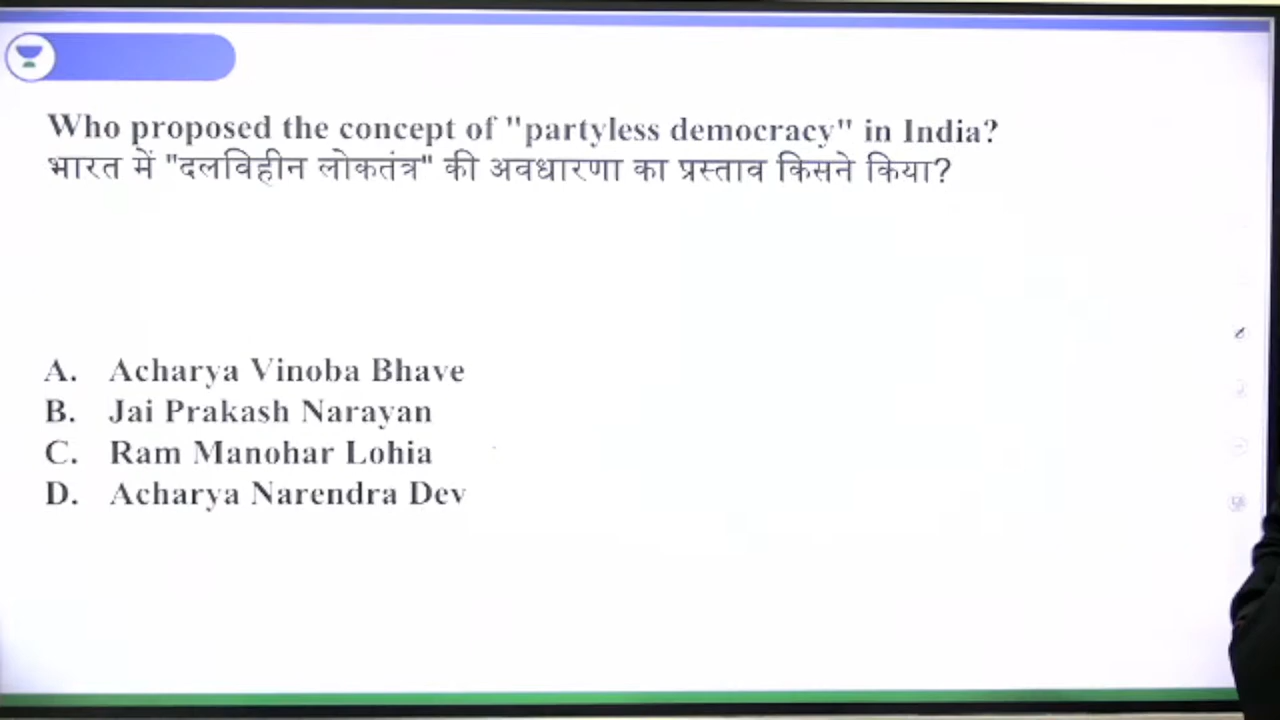 Who proposed the concept of "partyless democracy" in India?
भारत में "दलविहीन लोकतंत्र" की अवधारणा का प्रस्ताव किसने किया?
A. Acharya Vinoba Bhave
B. Jai Prakash Narayan
C. Ram Manohar Lohia
D. Acharya Narendra Dev